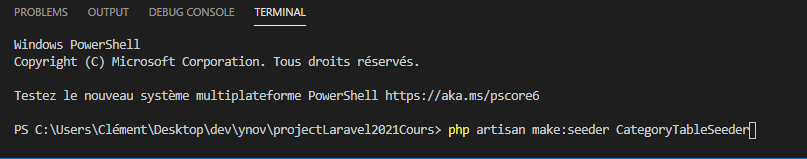 PROBLEMS OUTPUT DEBUG CONSOLE TERMINAL
Windows PowerShell
Copyright (C) Microsoft Corporation. Tous droits réservés.
Testez le nouveau système multiplateforme PowerShell https://aka.ms/pscore6
PS C:\Users\Clément\Desktop\dev\ynov\projectLaravel2021Cours> php artisan make:seeder CategoryTableSeeder